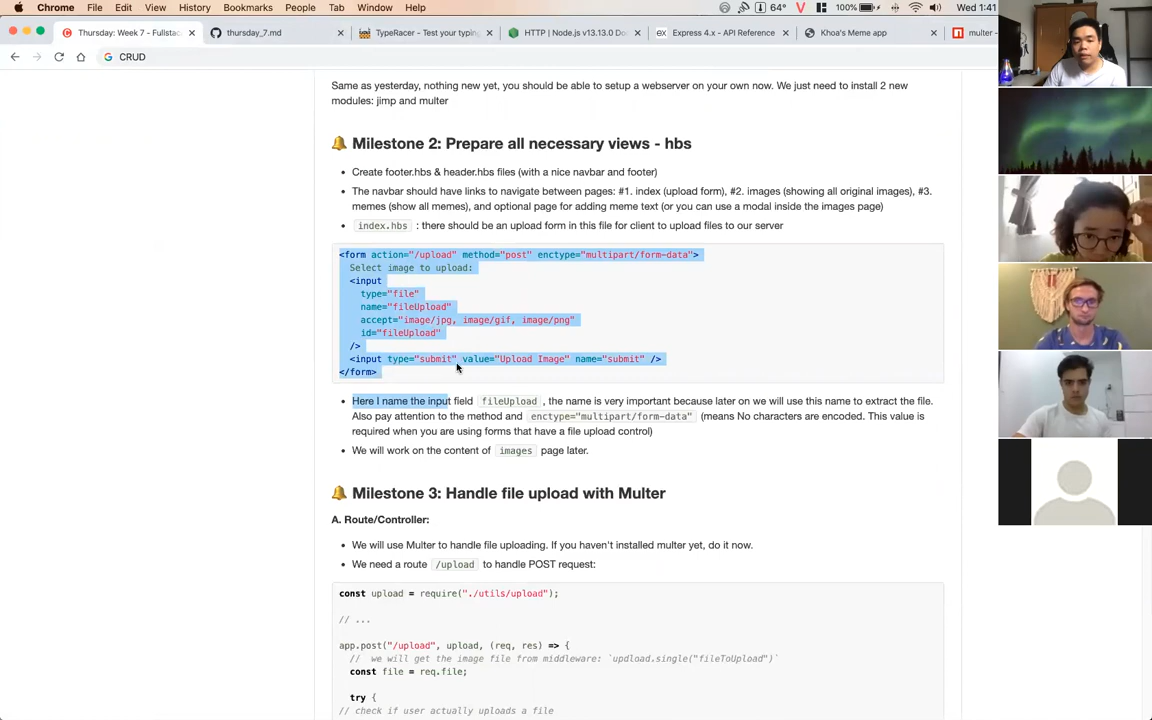 Chrome File Edit View History Bookmarks People Tab Window Help 64° 100% Wed 1:41
Thursday: Week 7 - Fullsta
thursday_7.md
TypeRacer - Test your typing
HTTP | Node.js v13.13.0 Do
Express 4.x - API Reference
Khoa's Meme app
multer -
CRUD
Same as yesterday, nothing new yet, you should be able to setup a webserver on your own now. We just need to install 2 new
modules: jimp and multer
Milestone 2: Prepare all necessary views - hbs
• Create footer.hbs & header.hbs files (with a nice navbar and footer)
• The navbar should have links to navigate between pages: #1. index (upload form), #2. images (showing all original images), #3.
memes (show all memes), and optional page for adding meme text (or you can use a modal inside the images page)
• index.hbs : there should be an upload form in this file for client to upload files to our server
<form action="/upload" method="post" enctype="multipart/form-data">
Select image to upload:
<input
type="file"
name="fileUpload"
accept="image/jpg, image/gif, image/png"
id="fileUpload"
/>
<input type="submit" value="Upload Image" name="submit" />
</form>
• Here I name the input field fileUpload , the name is very important because later on we will use this name to extract the file.
Also pay attention to the method and enctype="multipart/form-data" (means No characters are encoded. This value is
required when you are using forms that have a file upload control)
• We will work on the content of images page later.
Milestone 3: Handle file upload with Multer
A. Route/Controller:
• We will use Multer to handle file uploading. If you haven't installed multer yet, do it now.
• We need a route /upload to handle POST request:
const upload = require("./utils/upload");
// ...
app.post("/upload", upload, (req, res) => {
// we will get the image file from middleware: `updload.single("fileToUpload")`
const file = req.file;
try {
// check if user actually uploads a file